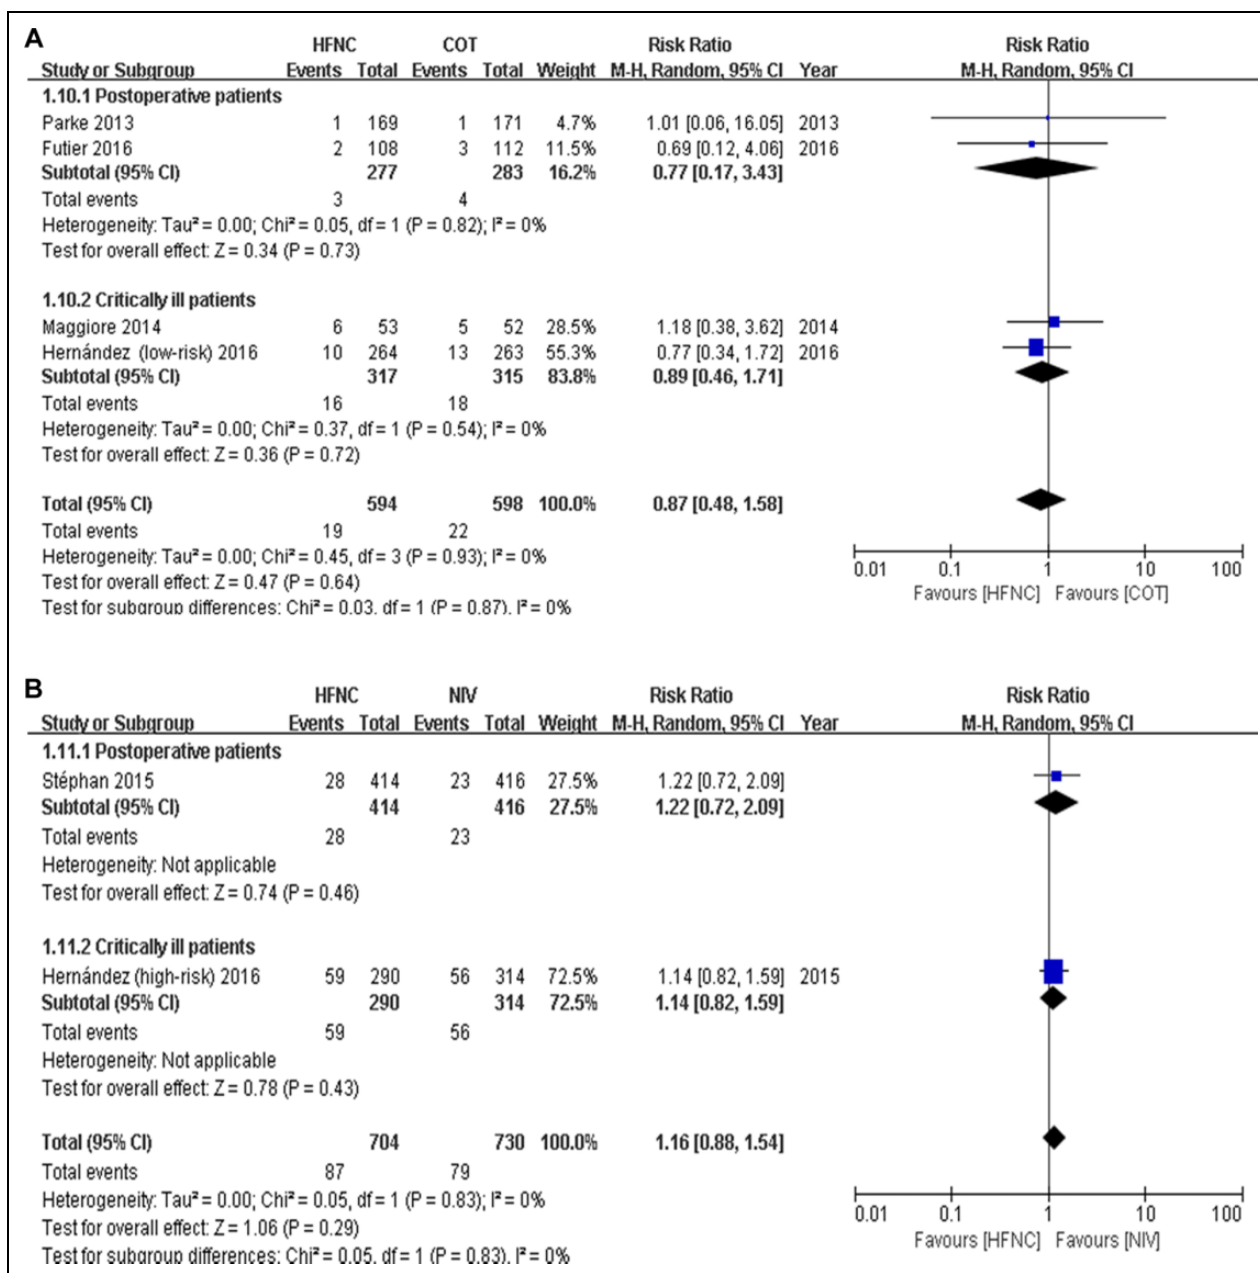 A
HFNC COT Risk Ratio Risk Ratio
Study or Subgroup Events Total Events Total Weight M-H, Random, 95% CI Year M-H, Random, 95% CI
1.10.1 Postoperative patients
Parke 2013 1 169 1 171 4.7% 1.01 [0.06, 16.05] 2013
Futier 2016 2 108 3 112 11.5% 0.69 [0.12, 4.06] 2016
Subtotal (95% CI) 277 283 16.2% 0.77 [0.17, 3.43]
Total events 3 4
Heterogeneity: Tau² = 0.00; Chi² = 0.05, df = 1 (P = 0.82); I² = 0%
Test for overall effect: Z = 0.34 (P = 0.73)
1.10.2 Critically ill patients
Maggiore 2014 6 53 5 52 28.5% 1.18 [0.38, 3.62] 2014
Hernández (low-risk) 2016 10 264 13 263 55.3% 0.77 [0.34, 1.72] 2016
Subtotal (95% CI) 317 315 83.8% 0.89 [0.46, 1.71]
Total events 16 18
Heterogeneity: Tau² = 0.00; Chi² = 0.37, df = 1 (P = 0.54); I² = 0%
Test for overall effect: Z = 0.36 (P = 0.72)
Total (95% CI) 594 598 100.0% 0.87 [0.48, 1.58]
Total events 19 22
Heterogeneity: Tau² = 0.00; Chi² = 0.45, df = 3 (P = 0.93); I² = 0%
Test for overall effect: Z = 0.47 (P = 0.64)
Test for subgroup differences: Chi² = 0.03. df = 1 (P = 0.87). I² = 0%
0.01 0.1 1 10 100
Favours [HFNC] Favours [COT]
B
HFNC NIV Risk Ratio Risk Ratio
Study or Subgroup Events Total Events Total Weight M-H, Random, 95% CI Year M-H, Random, 95% CI
1.11.1 Postoperative patients
Stéphan 2015 28 414 23 416 27.5% 1.22 [0.72, 2.09]
Subtotal (95% CI) 414 416 27.5% 1.22 [0.72, 2.09]
Total events 28 23
Heterogeneity: Not applicable
Test for overall effect: Z = 0.74 (P = 0.46)
1.11.2 Critically ill patients
Hernández (high-risk) 2016 59 290 56 314 72.5% 1.14 [0.82, 1.59] 2015
Subtotal (95% CI) 290 314 72.5% 1.14 [0.82, 1.59]
Total events 59 56
Heterogeneity: Not applicable
Test for overall effect: Z = 0.78 (P = 0.43)
Total (95% CI) 704 730 100.0% 1.16 [0.88, 1.54]
Total events 87 79
Heterogeneity: Tau² = 0.00; Chi² = 0.05, df = 1 (P = 0.83); I² = 0%
Test for overall effect: Z = 1.06 (P = 0.29)
Test for subgroup differences: Chi² = 0.05. df = 1 (P = 0.83). I² = 0%
0.01 0.1 1 10 100
Favours [HFNC] Favours [NIV]